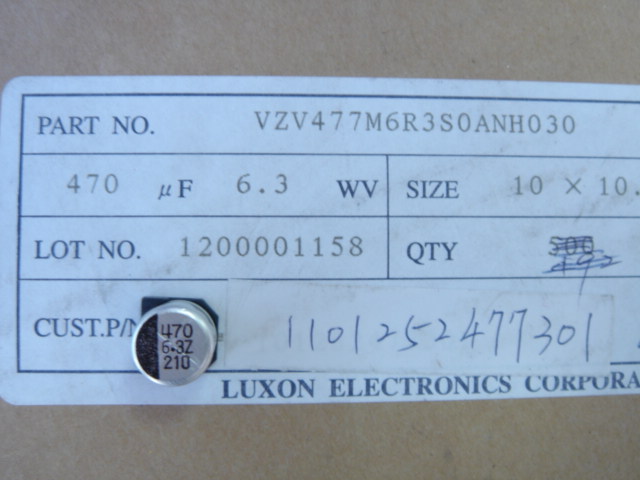 PART NO. VZV477M6R3S0ANH030
470 µF 6.3 WV SIZE 10 × 10.
LOT NO. 1200001158 QTY
CUST.P/N 1101252477301
470
6.3Z
210
LUXON ELECTRONICS CORPORA